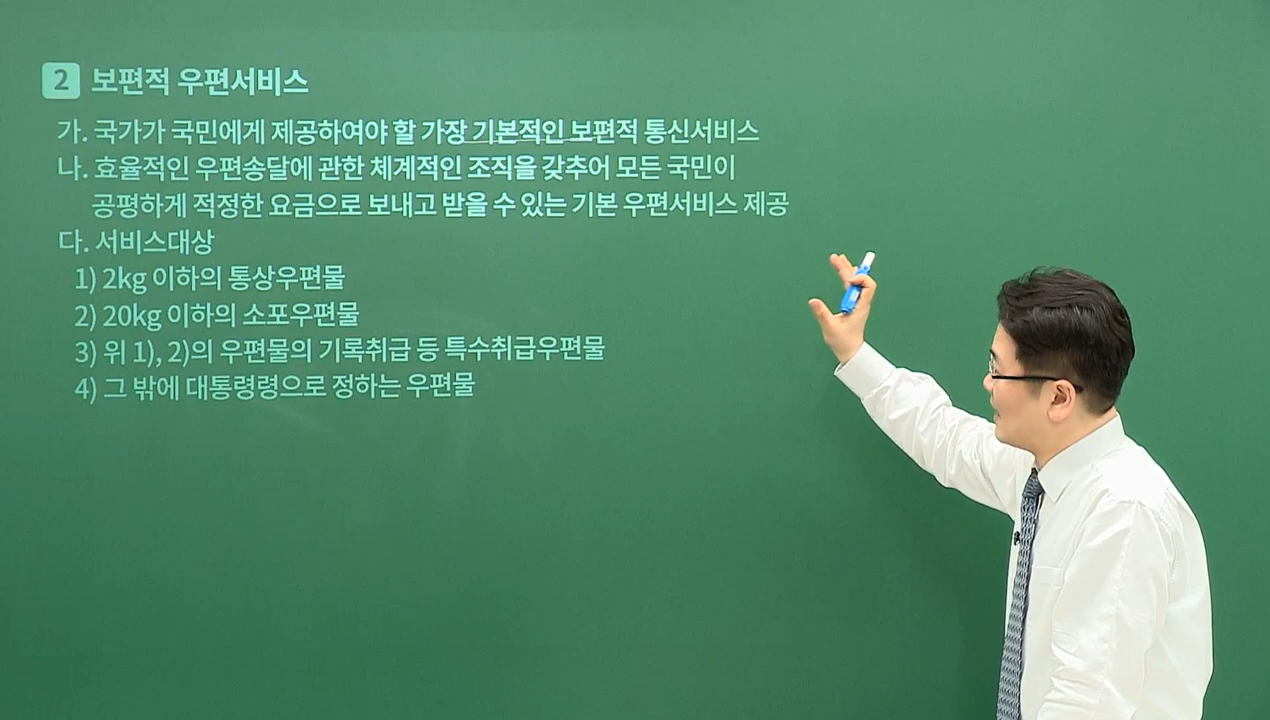 2 보편적 우편서비스
가. 국가가 국민에게 제공하여야 할 가장 기본적인 보편적 통신서비스
나. 효율적인 우편송달에 관한 체계적인 조직을 갖추어 모든 국민이
공평하게 적정한 요금으로 보내고 받을 수 있는 기본 우편서비스 제공
다. 서비스대상
1) 2kg 이하의 통상우편물
2) 20kg 이하의 소포우편물
3) 위 1), 2)의 우편물의 기록취급 등 특수취급우편물
4) 그 밖에 대통령령으로 정하는 우편물